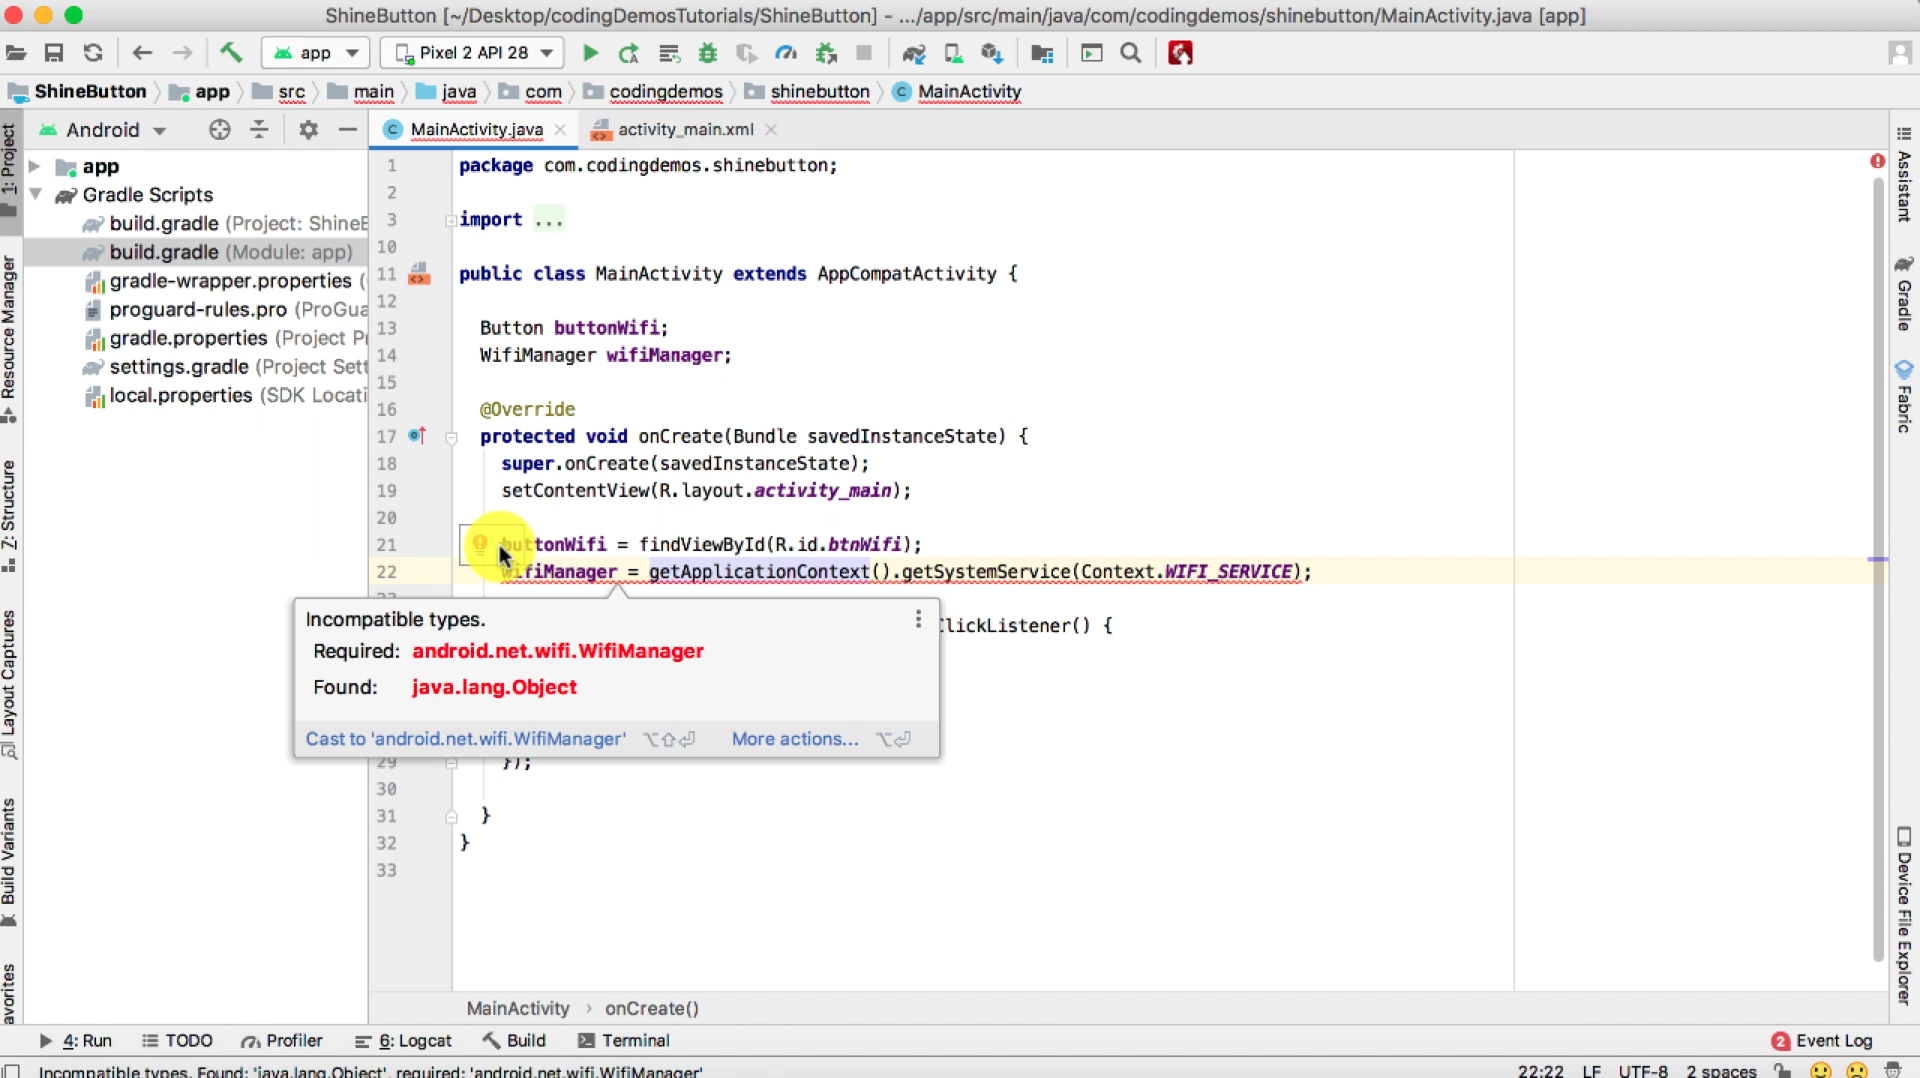 ShineButton [~/Desktop/codingDemosTutorials/ShineButton] - .../app/src/main/java/com/codingdemos/shinebutton/MainActivity.java [app]
app Pixel 2 API 28
ShineButton app src main java com codingdemos shinebutton MainActivity
Android
MainActivity.java activity_main.xml
1: Project
Resource Manager
Z: Structure
Layout Captures
Build Variants
avorites
app
Gradle Scripts
build.gradle (Project: ShineB
build.gradle (Module: app)
gradle-wrapper.properties (
proguard-rules.pro (ProGua
gradle.properties (Project Pr
settings.gradle (Project Sett
local.properties (SDK Locati
1 package com.codingdemos.shinebutton;
2
3 import ...
10
11 public class MainActivity extends AppCompatActivity {
12
13 Button buttonWifi;
14 WifiManager wifiManager;
15
16 @Override
17 protected void onCreate(Bundle savedInstanceState) {
18 super.onCreate(savedInstanceState);
19 setContentView(R.layout.activity_main);
20
21 buttonWifi = findViewById(R.id.btnWifi);
22 wifiManager = getApplicationContext().getSystemService(Context.WIFI_SERVICE);
ClickListener() {
Incompatible types.
Required: android.net.wifi.WifiManager
Found: java.lang.Object
Cast to 'android.net.wifi.WifiManager' ⌥⇧⏎ More actions... ⌥⏎
29 });
30
31 }
32 }
33
MainActivity › onCreate()
Assistant
Gradle
Fabric
Device File Explorer
4: Run TODO Profiler 6: Logcat Build Terminal 2 Event Log
Incompatible types. Found: 'java.lang.Object', required: 'android.net.wifi.WifiManager' 22:22 LF UTF-8 2 spaces